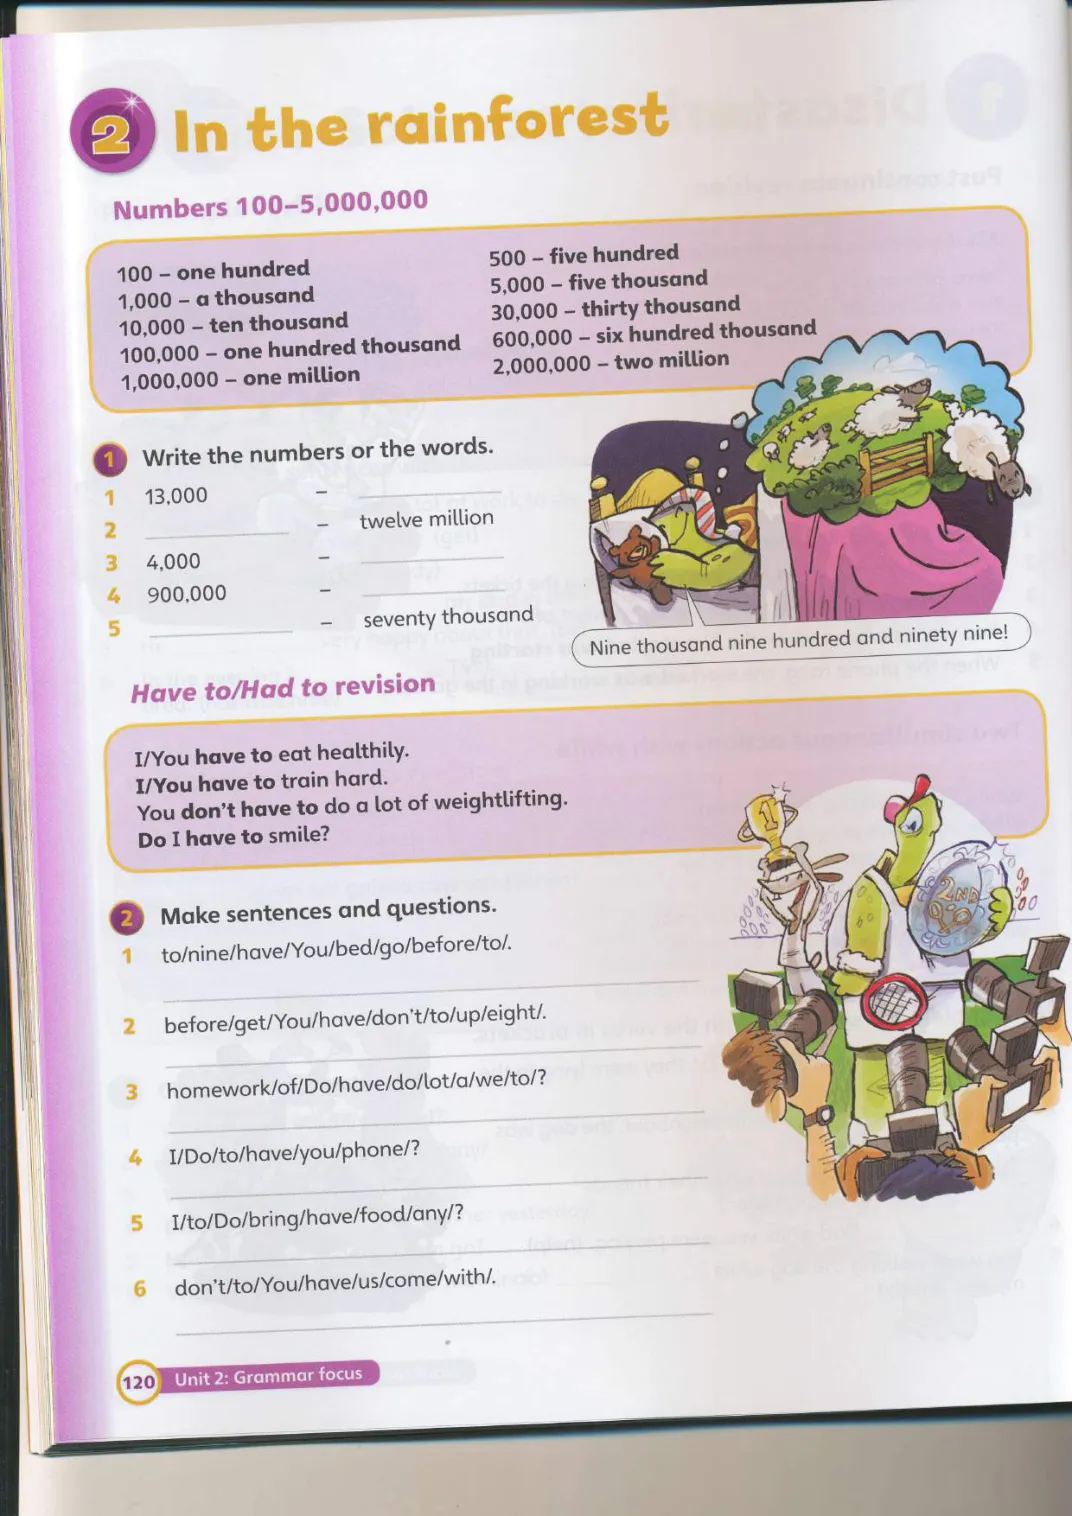 2 In the rainforest
Numbers 100–5,000,000
100 – one hundred
1,000 – a thousand
10,000 – ten thousand
100,000 – one hundred thousand
1,000,000 – one million
500 – five hundred
5,000 – five thousand
30,000 – thirty thousand
600,000 – six hundred thousand
2,000,000 – two million
1 Write the numbers or the words.
1 13,000 –
2 – twelve million
3 4,000 –
4 900,000 –
5 – seventy thousand
Nine thousand nine hundred and ninety nine!
Have to/Had to revision
I/You have to eat healthily.
I/You have to train hard.
You don't have to do a lot of weightlifting.
Do I have to smile?
1
2ND
2 Make sentences and questions.
1 to/nine/have/You/bed/go/before/to/.
2 before/get/You/have/don't/to/up/eight/.
3 homework/of/Do/have/do/lot/a/we/to/?
4 I/Do/to/have/you/phone/?
5 I/to/Do/bring/have/food/any/?
6 don't/to/You/have/us/come/with/.
120 Unit 2: Grammar focus